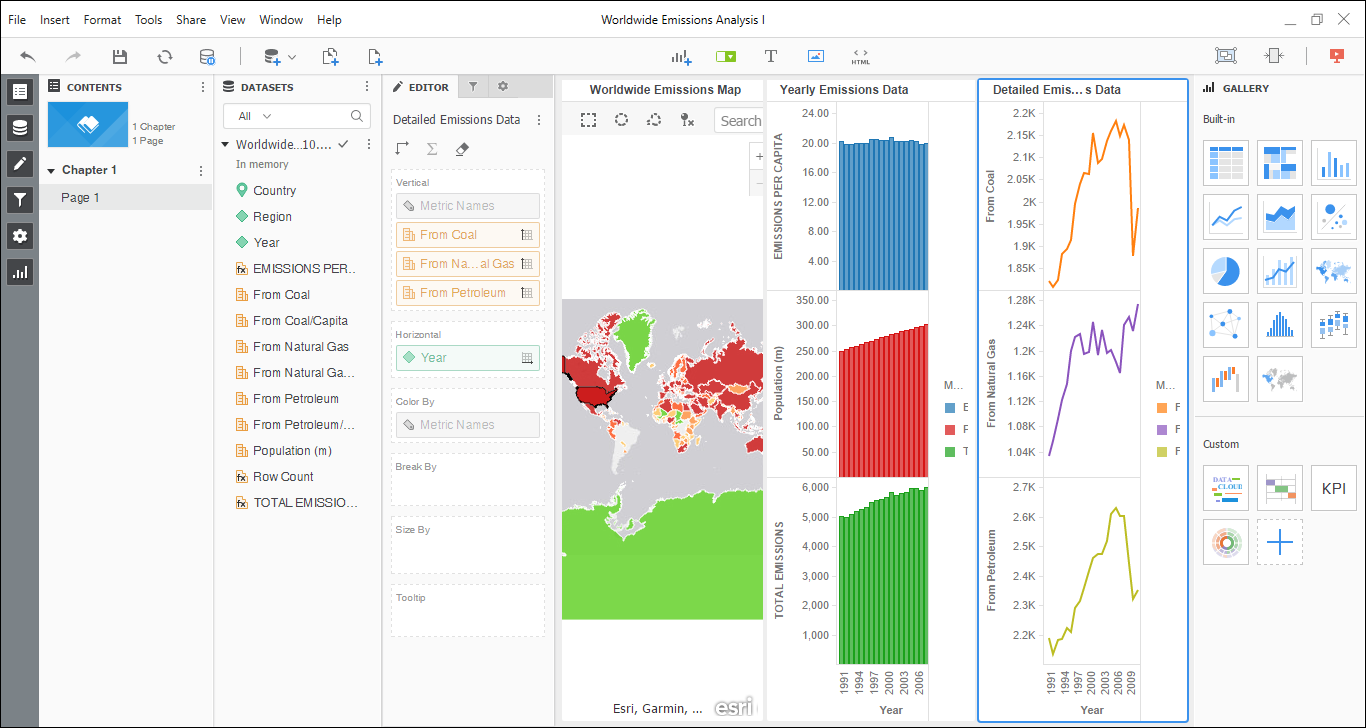 File Insert Format Tools Share View Window Help
Worldwide Emissions Analysis I
HTML
CONTENTS
1 Chapter
1 Page
Chapter 1
Page 1
DATASETS
All
Worldwide...10....
In memory
Country
Region
Year
fx EMISSIONS PER..
From Coal
From Coal/Capita
From Natural Gas
From Natural Ga...
From Petroleum
From Petroleum/...
Population (m)
fx Row Count
fx TOTAL EMISSIO...
EDITOR
Detailed Emissions Data
Vertical
Metric Names
From Coal
From Na...al Gas
From Petroleum
Horizontal
Year
Color By
Metric Names
Break By
Size By
Tooltip
Worldwide Emissions Map
Search
+
−
Esri, Garmin, ...
esri
Yearly Emissions Data
EMISSIONS PER CAPITA
24.00
20.00
16.00
12.00
8.00
4.00
Population (m)
350.00
300.00
250.00
200.00
150.00
100.00
50.00
TOTAL EMISSIONS
6,000
5,000
4,000
3,000
2,000
1,000
1991 1994 1997 2000 2003 2006
Year
M...
E
F
T
Detailed Emis...s Data
From Coal
2.2K
2.15K
2.1K
2.05K
2K
1.95K
1.9K
1.85K
From Natural Gas
1.28K
1.24K
1.2K
1.16K
1.12K
1.08K
1.04K
From Petroleum
2.7K
2.6K
2.5K
2.4K
2.3K
2.2K
1991 1994 1997 2000 2003 2006 2009
Year
M...
F
F
F
GALLERY
Built-in
Custom
DATA
CLOUD
KPI